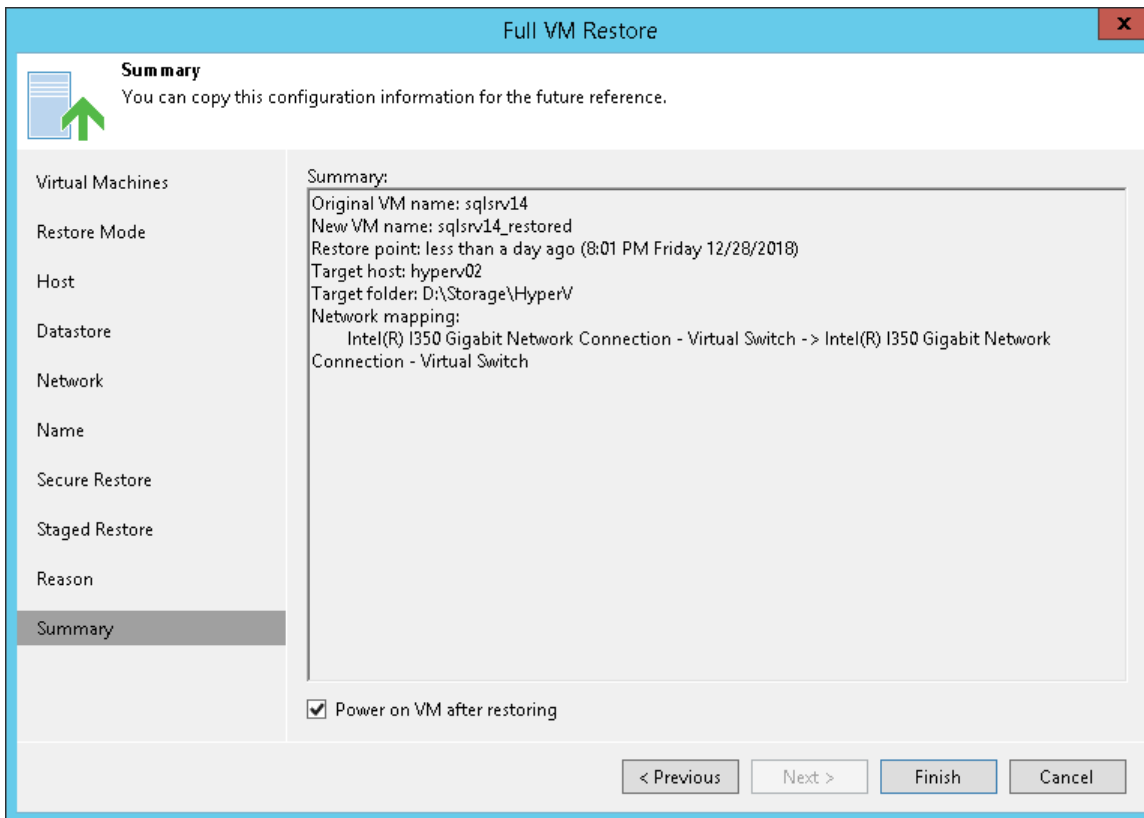 Full VM Restore
x
Summary
You can copy this configuration information for the future reference.
Virtual Machines
Restore Mode
Host
Datastore
Network
Name
Secure Restore
Staged Restore
Reason
Summary
Summary:
Original VM name: sqlsrv14
New VM name: sqlsrv14_restored
Restore point: less than a day ago (8:01 PM Friday 12/28/2018)
Target host: hyperv02
Target folder: D:\Storage\HyperV
Network mapping:
Intel(R) I350 Gigabit Network Connection - Virtual Switch -> Intel(R) I350 Gigabit Network
Connection - Virtual Switch
Power on VM after restoring
< Previous
Next >
Finish
Cancel